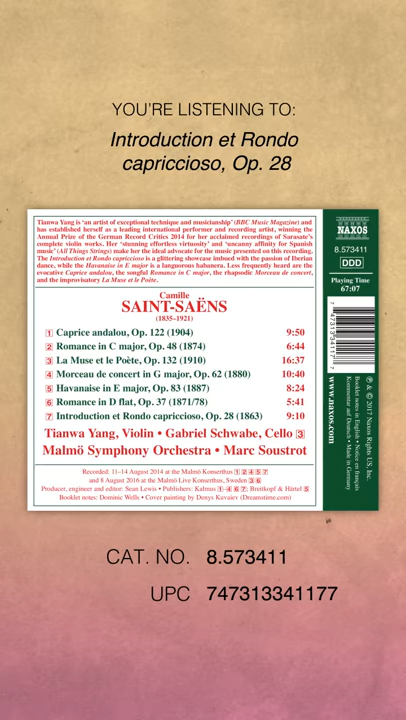 YOU'RE LISTENING TO:
Introduction et Rondo
capriccioso, Op. 28
Tianwa Yang is 'an artist of exceptional technique and musicianship' (BBC Music Magazine) and
has established herself as a leading international performer and recording artist, winning the
Annual Prize of the German Record Critics 2014 for her acclaimed recordings of Sarasate's
complete violin works. Her 'stunning effortless virtuosity' and 'uncanny affinity for Spanish
music' (All Things Strings) make her the ideal advocate for the music presented on this recording.
The Introduction et Rondo capriccioso is a glittering showcase imbued with the passion of Iberian
dance, while the Havanaise in E major is a languorous habanera. Less frequently heard are the
evocative Caprice andalou, the songful Romance in C major, the rhapsodic Morceau de concert,
and the improvisatory La Muse et le Poète.
Camille
SAINT-SAËNS
(1835–1921)
1 Caprice andalou, Op. 122 (1904) 9:50
2 Romance in C major, Op. 48 (1874) 6:44
3 La Muse et le Poète, Op. 132 (1910) 16:37
4 Morceau de concert in G major, Op. 62 (1880) 10:40
5 Havanaise in E major, Op. 83 (1887) 8:24
6 Romance in D flat, Op. 37 (1871/78) 5:41
7 Introduction et Rondo capriccioso, Op. 28 (1863) 9:10
Tianwa Yang, Violin • Gabriel Schwabe, Cello 3
Malmö Symphony Orchestra • Marc Soustrot
Recorded: 11–14 August 2014 at the Malmö Konserthus 1 2 4 5 7
and 8 August 2016 at the Malmö Live Konserthus, Sweden 3 6
Producer, engineer and editor: Sean Lewis • Publishers: Kalmus 1–4 6 7; Breitkopf & Härtel 5
Booklet notes: Dominic Wells • Cover painting by Denys Kuvaiev (Dreamstime.com)
NAXOS
8.573411
DDD
Playing Time
67:07
7 47313 34117 7
www.naxos.com
℗ & © 2017 Naxos Rights US, Inc.
Booklet notes in English • Notice en français
Kommentar auf Deutsch • Made in Germany
CAT. NO. 8.573411
UPC 747313341177